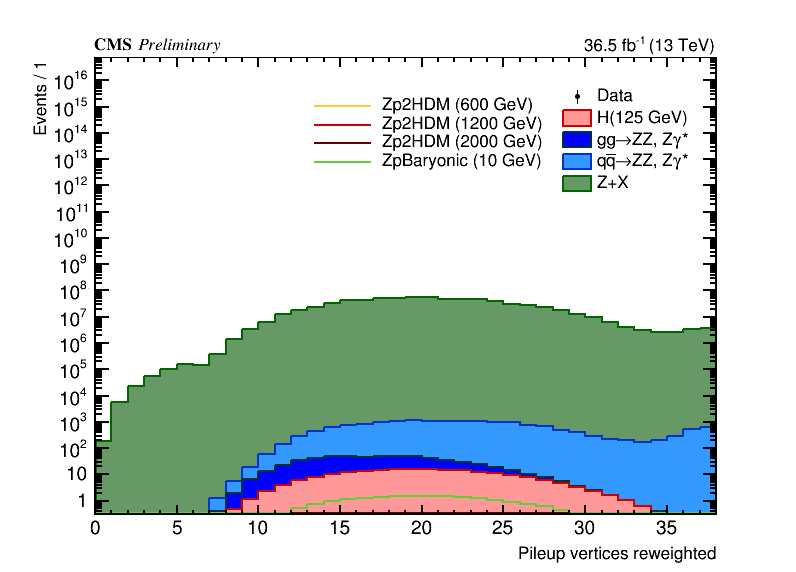 CMS Preliminary 36.5 fb⁻¹ (13 TeV)
Events / 1
10¹⁶
10¹⁵
10¹⁴
10¹³
10¹²
10¹¹
10¹⁰
10⁹
10⁸
10⁷
10⁶
10⁵
10⁴
10³
10²
10
1
Zp2HDM (600 GeV)
Zp2HDM (1200 GeV)
Zp2HDM (2000 GeV)
ZpBaryonic (10 GeV)
Data
H(125 GeV)
gg→ZZ, Zγ*
qq̅→ZZ, Zγ*
Z+X
0 5 10 15 20 25 30 35
Pileup vertices reweighted